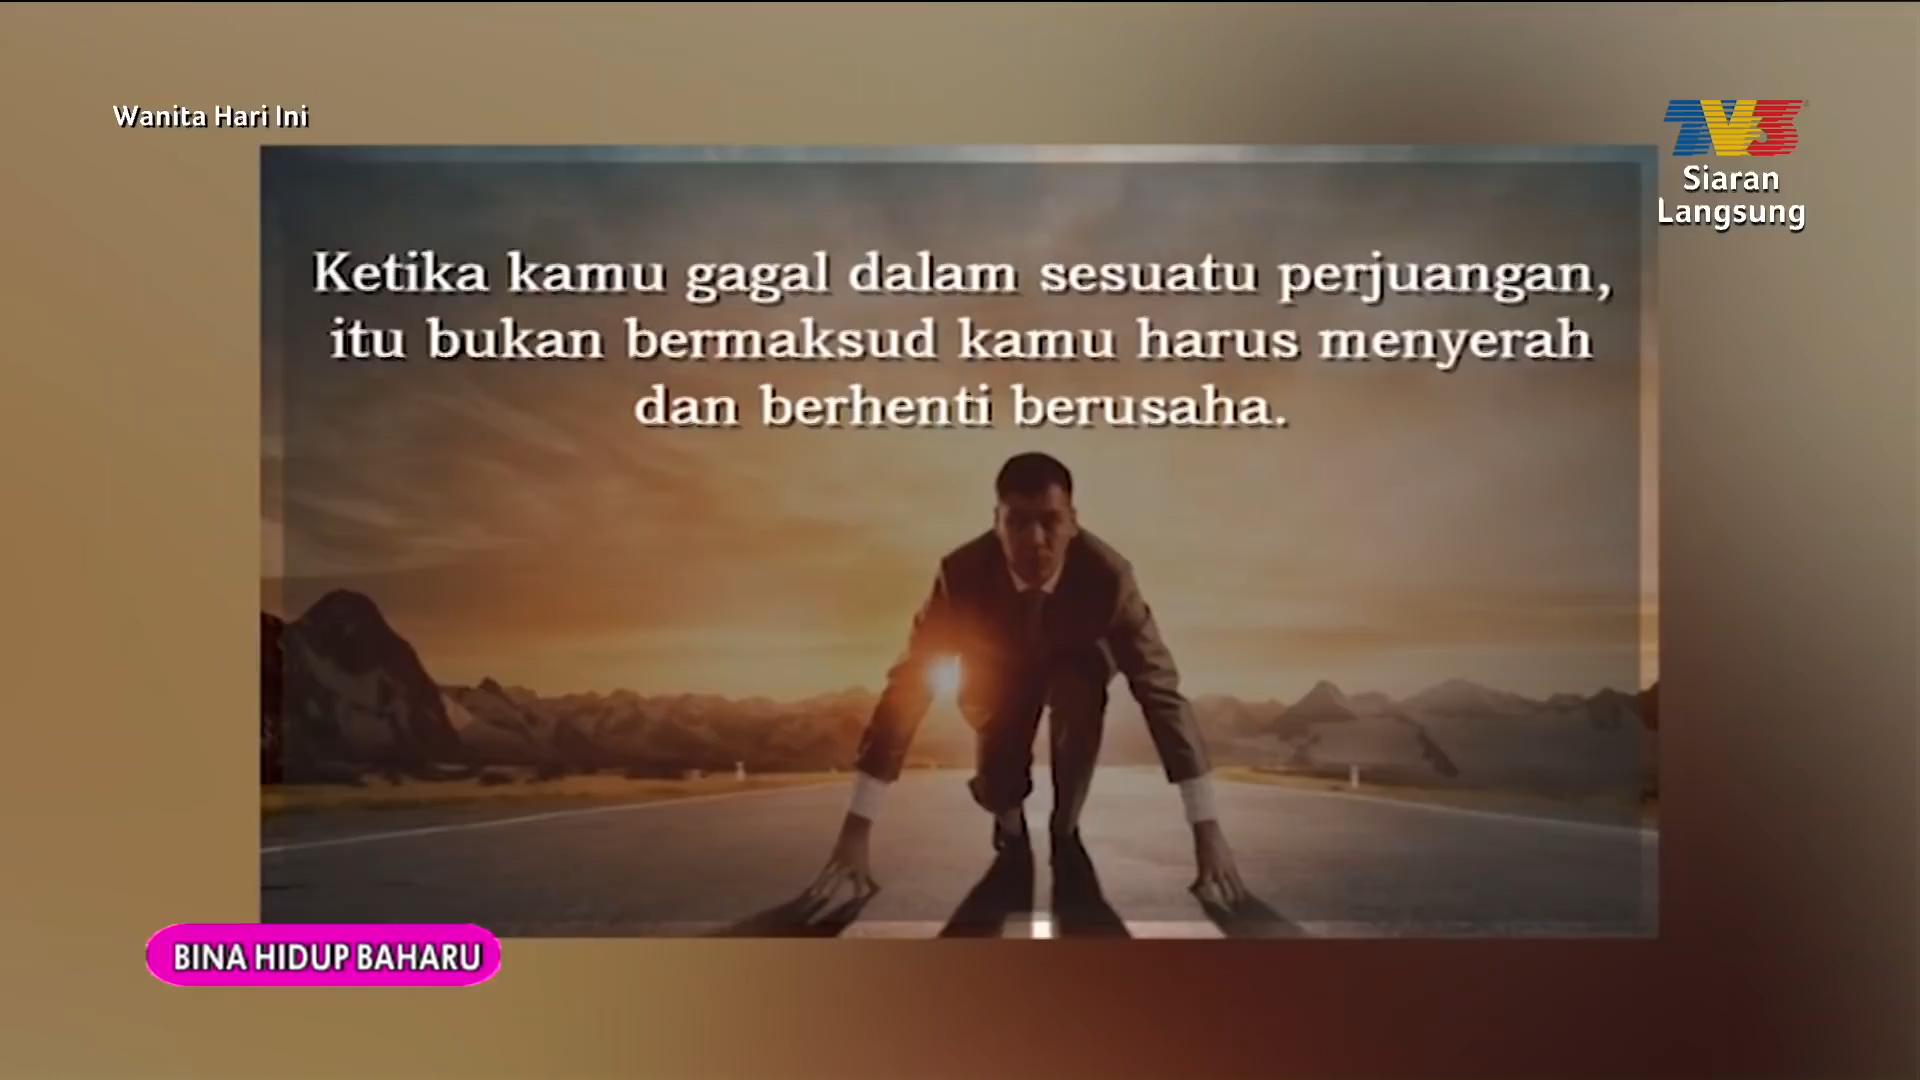 Wanita Hari Ini
TV3
Siaran
Langsung
Ketika kamu gagal dalam sesuatu perjuangan,
itu bukan bermaksud kamu harus menyerah
dan berhenti berusaha.
BINA HIDUP BAHARU